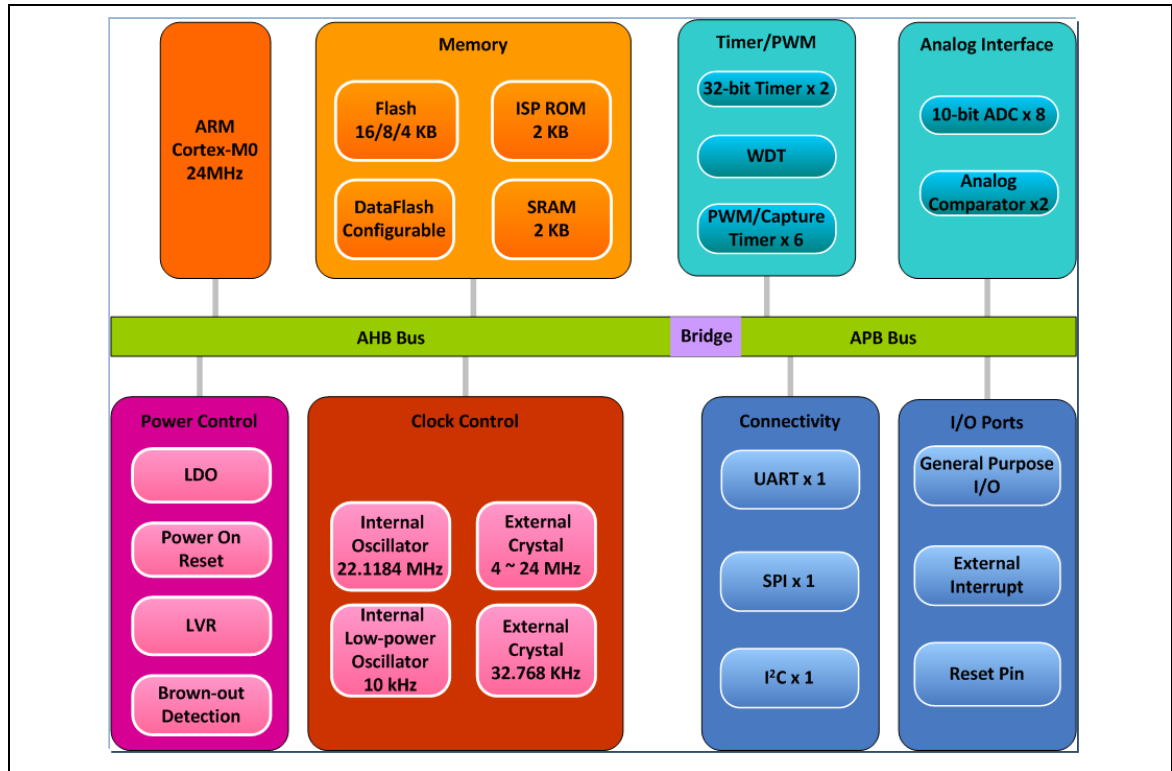 ARM
Cortex-M0
24MHz
Memory
Flash
16/8/4 KB
ISP ROM
2 KB
DataFlash
Configurable
SRAM
2 KB
Timer/PWM
32-bit Timer x 2
WDT
PWM/Capture
Timer x 6
Analog Interface
10-bit ADC x 8
Analog
Comparator x2
AHB Bus
Bridge
APB Bus
Power Control
LDO
Power On
Reset
LVR
Brown-out
Detection
Clock Control
Internal
Oscillator
22.1184 MHz
External
Crystal
4 ~ 24 MHz
Internal
Low-power
Oscillator
10 kHz
External
Crystal
32.768 KHz
Connectivity
UART x 1
SPI x 1
I²C x 1
I/O Ports
General Purpose
I/O
External
Interrupt
Reset Pin